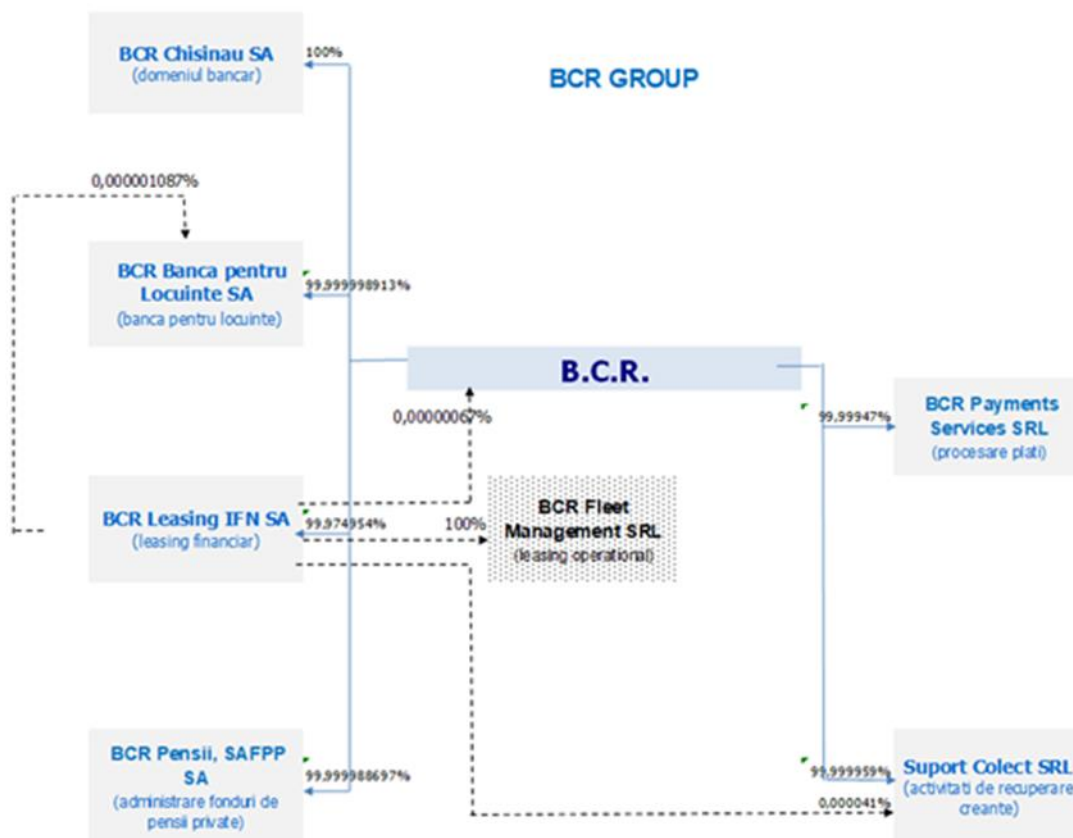 BCR Chisinau SA
(domeniul bancar)
100%
BCR GROUP
0,000001087%
BCR Banca pentru
Locuinte SA
(banca pentru locuinte)
99,999998913%
B.C.R.
0,00000067%
BCR Payments
Services SRL
(procesare plati)
99,99947%
BCR Leasing IFN SA
(leasing financiar)
99,974954%
100%
BCR Fleet
Management SRL
(leasing operational)
BCR Pensii, SAFPP
SA
(administrare fonduri de
pensii private)
99,999988697%
99,999959%
0,000041%
Suport Colect SRL
(activitati de recuperare
creante)